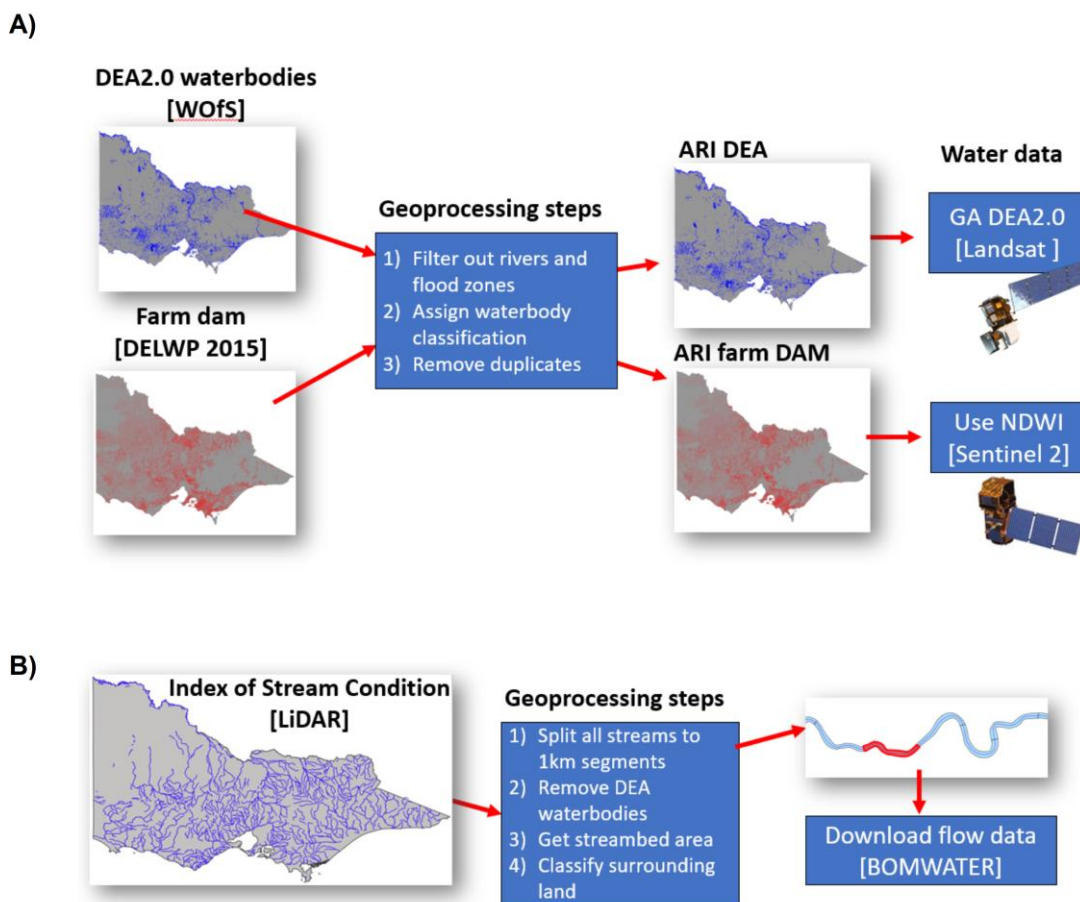 A)
DEA2.0 waterbodies
[WOfS]
Farm dam
[DELWP 2015]
Geoprocessing steps
1) Filter out rivers and
flood zones
2) Assign waterbody
classification
3) Remove duplicates
ARI DEA
ARI farm DAM
Water data
GA DEA2.0
[Landsat ]
Use NDWI
[Sentinel 2]
B)
Index of Stream Condition
[LiDAR]
Geoprocessing steps
1) Split all streams to
1km segments
2) Remove DEA
waterbodies
3) Get streambed area
4) Classify surrounding
land
Download flow data
[BOMWATER]